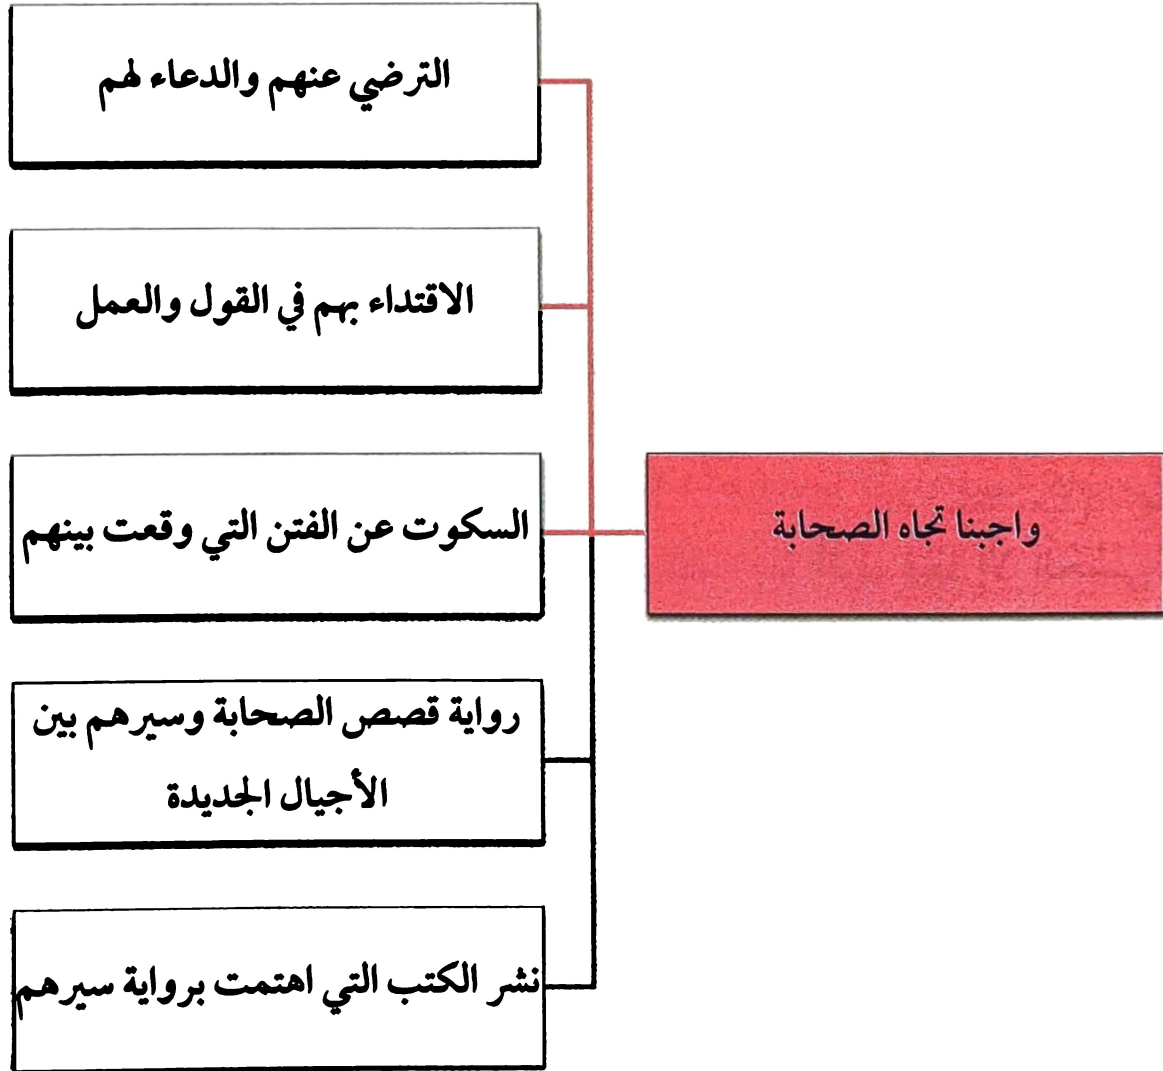 واجبنا تجاه الصحابة
الترضي عنهم والدعاء لهم
الاقتداء بهم في القول والعمل
السكوت عن الفتن التي وقعت بينهم
رواية قصص الصحابة وسيرهم بين
الأجيال الجديدة
نشر الكتب التي اهتمت برواية سيرهم